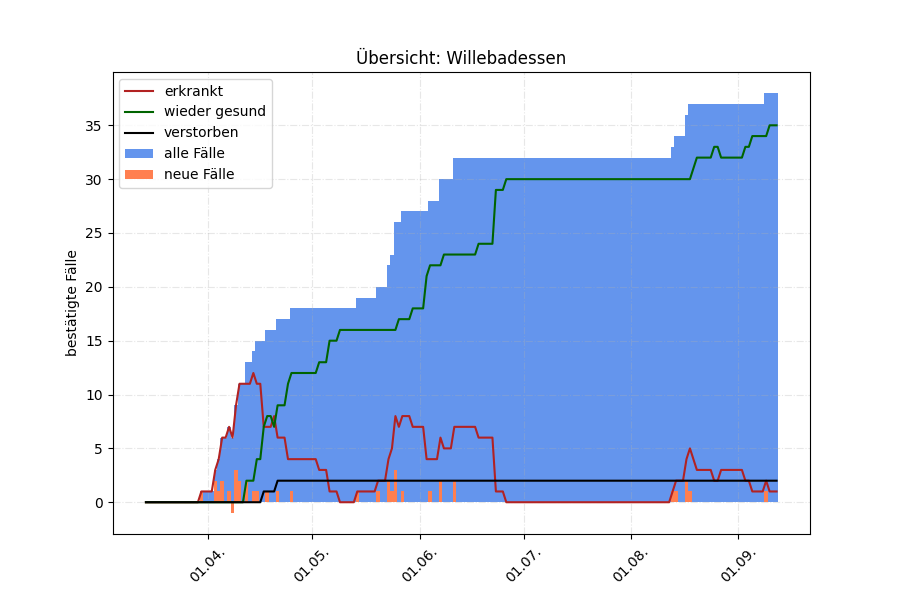 Übersicht: Willebadessen
erkrankt
wieder gesund
verstorben
alle Fälle
neue Fälle
bestätigte Fälle
35
30
25
20
15
10
5
0
01.04.
01.05.
01.06.
01.07.
01.08.
01.09.